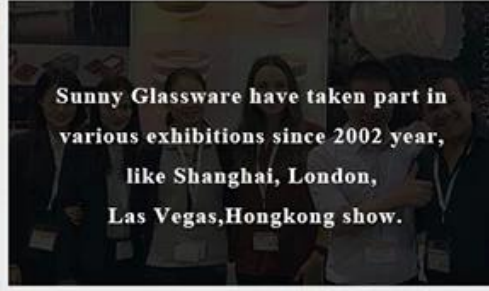 Sunny Glassware have taken part in
various exhibitions since 2002 year,
like Shanghai, London,
Las Vegas,Hongkong show.